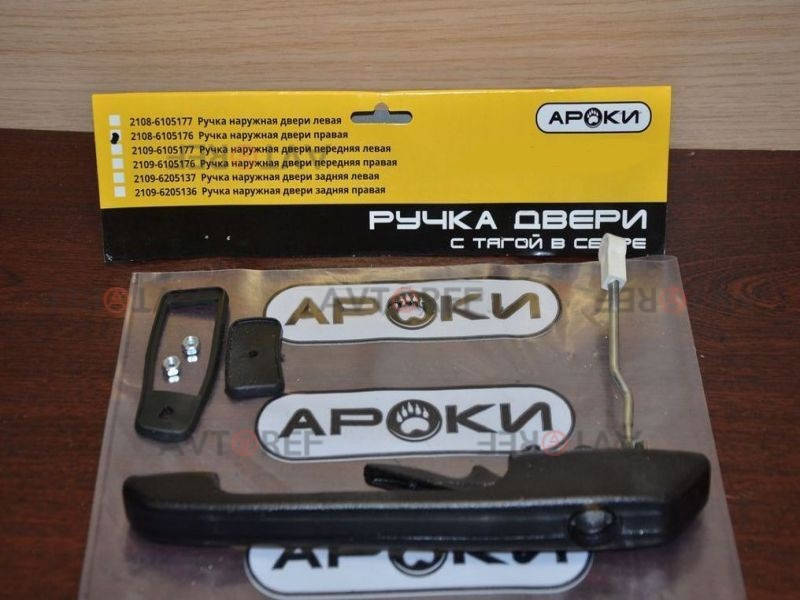 2108-6105177 Ручка наружная двери левая
2108-6105176 Ручка наружная двери правая
2109-6105177 Ручка наружная двери передняя левая
2109-6105176 Ручка наружная двери передняя правая
2109-6205137 Ручка наружная двери задняя левая
2109-6205136 Ручка наружная двери задняя правая
АРОКИ
РУЧКА ДВЕРИ
С ТЯГОЙ В СБОРЕ
АРОКИ
АРОКИ
АРОКИ
AVTOREF
AVTOREF
AVTOREF